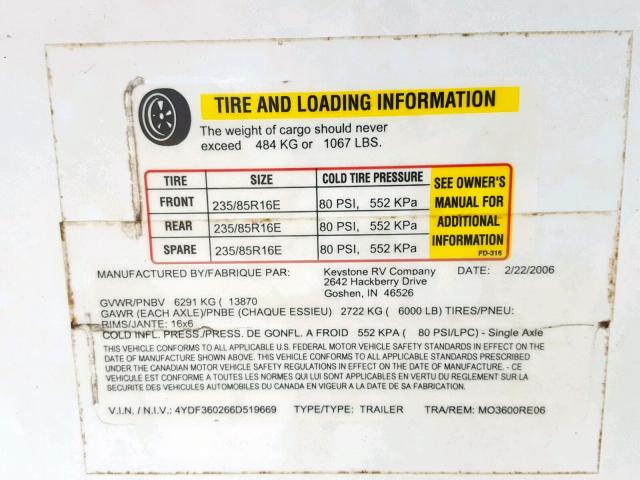 TIRE AND LOADING INFORMATION
The weight of cargo should never
exceed 484 KG or 1067 LBS.
TIRE SIZE COLD TIRE PRESSURE
FRONT 235/85R16E 80 PSI, 552 KPa
REAR 235/85R16E 80 PSI, 552 KPa
SPARE 235/85R16E 80 PSI, 552 KPa
SEE OWNER'S
MANUAL FOR
ADDITIONAL
INFORMATION
PD-316
MANUFACTURED BY/FABRIQUE PAR: Keystone RV Company DATE: 2/22/2006
2642 Hackberry Drive
Goshen, IN 46526
GVWR/PNBV 6291 KG ( 13870
GAWR (EACH AXLE)/PNBE (CHAQUE ESSIEU) 2722 KG ( 6000 LB) TIRES/PNEU:
RIMS/JANTE: 16x6
COLD INFL. PRESS./PRESS. DE GONFL. A FROID 552 KPA ( 80 PSI/LPC) - Single Axle
THIS VEHICLE CONFORMS TO ALL APPLICABLE U.S. FEDERAL MOTOR VEHICLE SAFETY STANDARDS IN EFFECT ON THE
DATE OF MANUFACTURE SHOWN ABOVE. THIS VEHICLE CONFORMS TO ALL APPLICABLE STANDARDS PRESCRIBED
UNDER THE CANADIAN MOTOR VEHICLE SAFETY REGULATIONS IN EFFECT ON THE DATE OF MANUFACTURE. - CE
VEHICULE EST CONFORME A TOUTES LES NORMES QUI LUI SONT APPLICABLES EN VERTU DU REGLEMENT SUR LA
SECURITE DES VEHICULES AUTOMOBILES DU CANADA EN VIGEUR A LA DATE DE SA FABRICATION.
V.I.N. / N.I.V.: 4YDF360266D519669 TYPE/TYPE: TRAILER TRA/REM: MO3600RE06